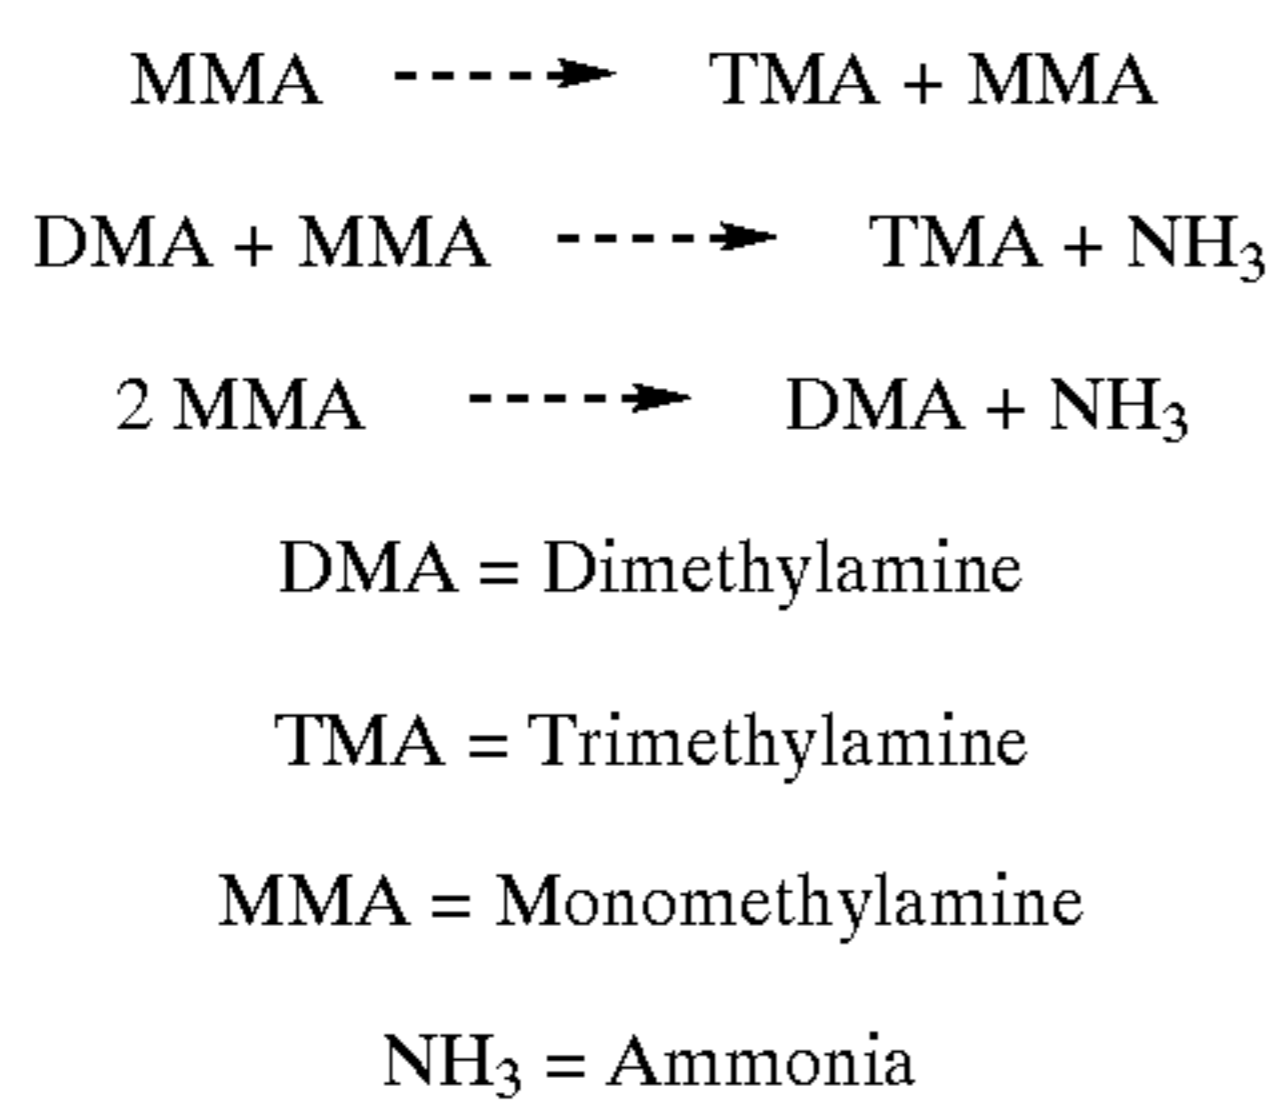 MMA ----> TMA + MMA
DMA + MMA ----> TMA + NH₃
2 MMA ----> DMA + NH₃
DMA = Dimethylamine
TMA = Trimethylamine
MMA = Monomethylamine
NH₃ = Ammonia